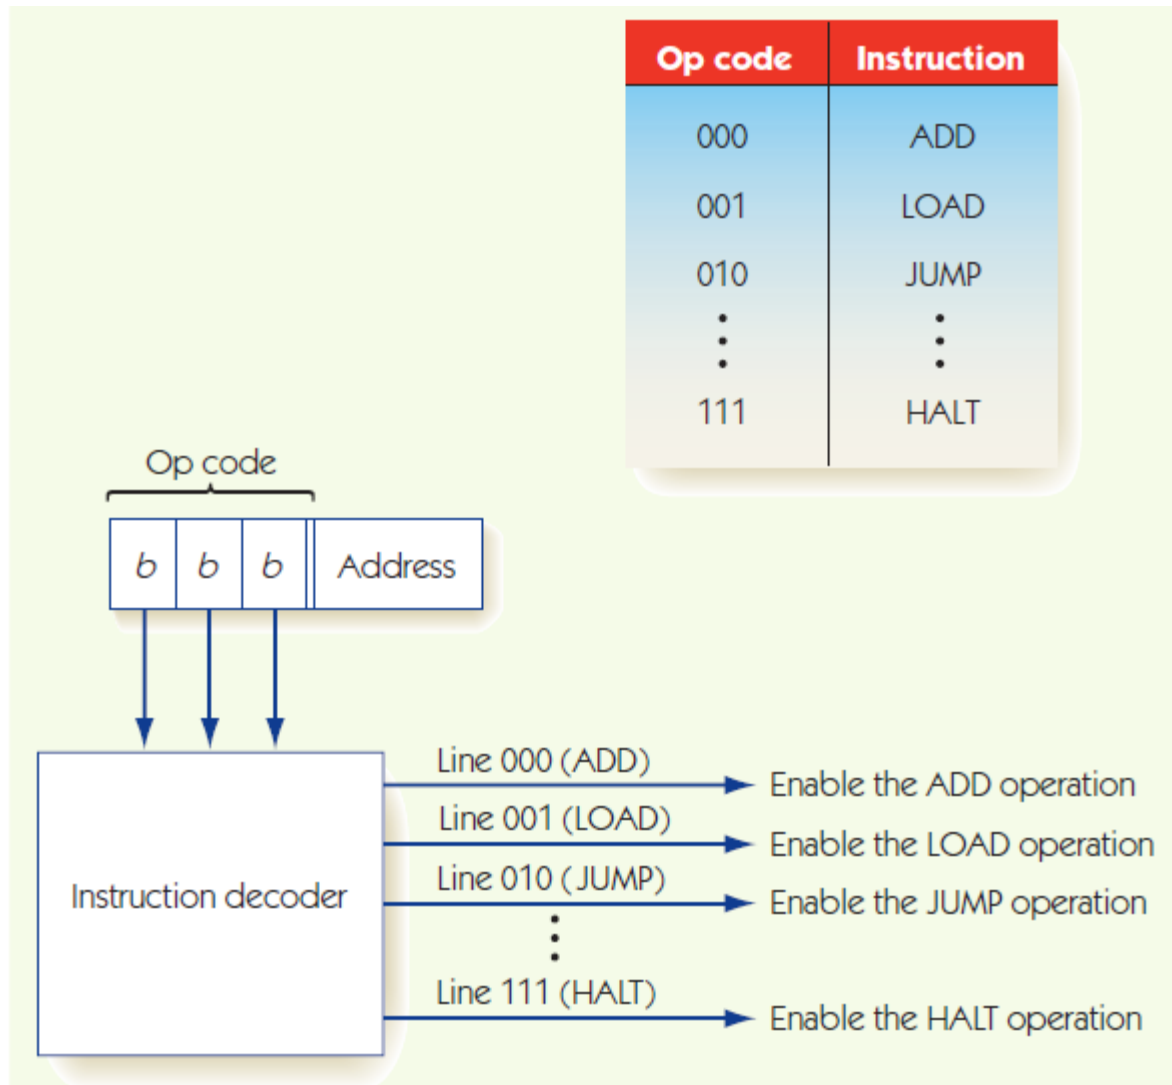 Op code Instruction
000 ADD
001 LOAD
010 JUMP
111 HALT
Op code
b b b Address
Instruction decoder
Line 000 (ADD)
Enable the ADD operation
Line 001 (LOAD)
Enable the LOAD operation
Line 010 (JUMP)
Enable the JUMP operation
Line 111 (HALT)
Enable the HALT operation